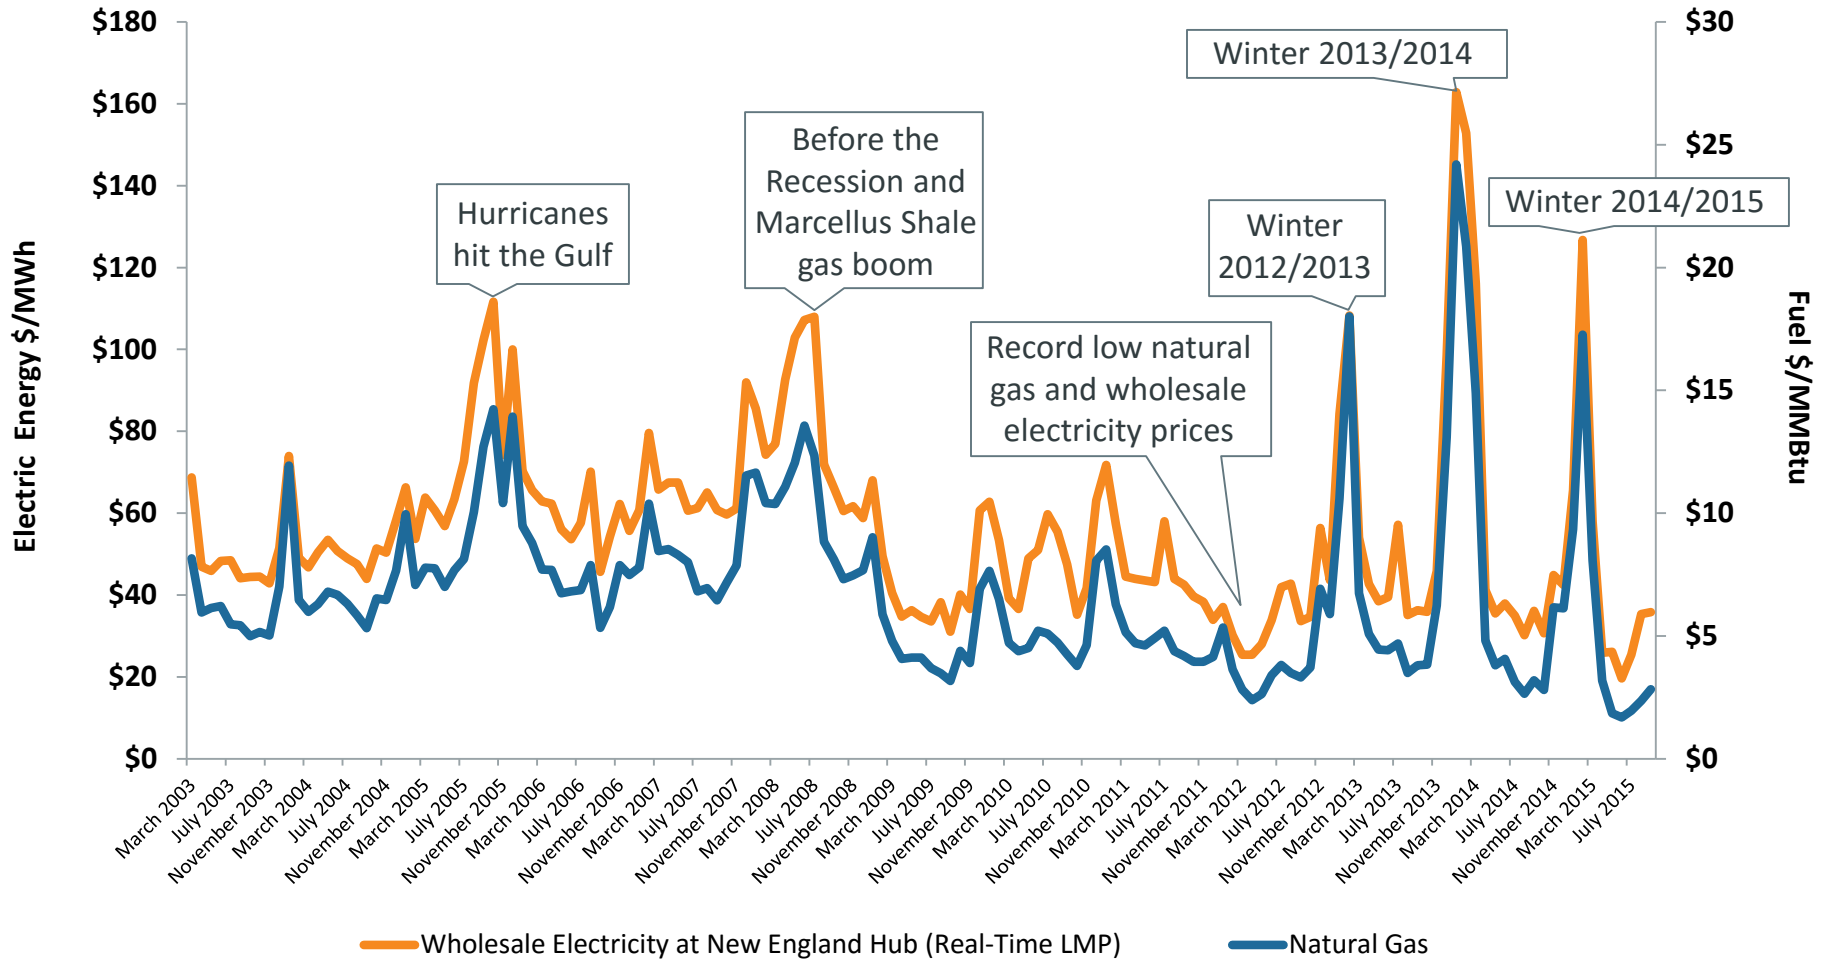 $180
$160
$140
$120
$100
$80
$60
$40
$20
$0
Electric Energy $/MWh
$30
$25
$20
$15
$10
$5
$0
Fuel $/MMBtu
Hurricanes
hit the Gulf
Before the
Recession and
Marcellus Shale
gas boom
Record low natural
gas and wholesale
electricity prices
Winter
2012/2013
Winter 2013/2014
Winter 2014/2015
March 2003
July 2003
November 2003
March 2004
July 2004
November 2004
March 2005
July 2005
November 2005
March 2006
July 2006
November 2006
March 2007
July 2007
November 2007
March 2008
July 2008
November 2008
March 2009
July 2009
November 2009
March 2010
July 2010
November 2010
March 2011
July 2011
November 2011
March 2012
July 2012
November 2012
March 2013
July 2013
November 2013
March 2014
July 2014
November 2014
March 2015
July 2015
Wholesale Electricity at New England Hub (Real-Time LMP)
Natural Gas